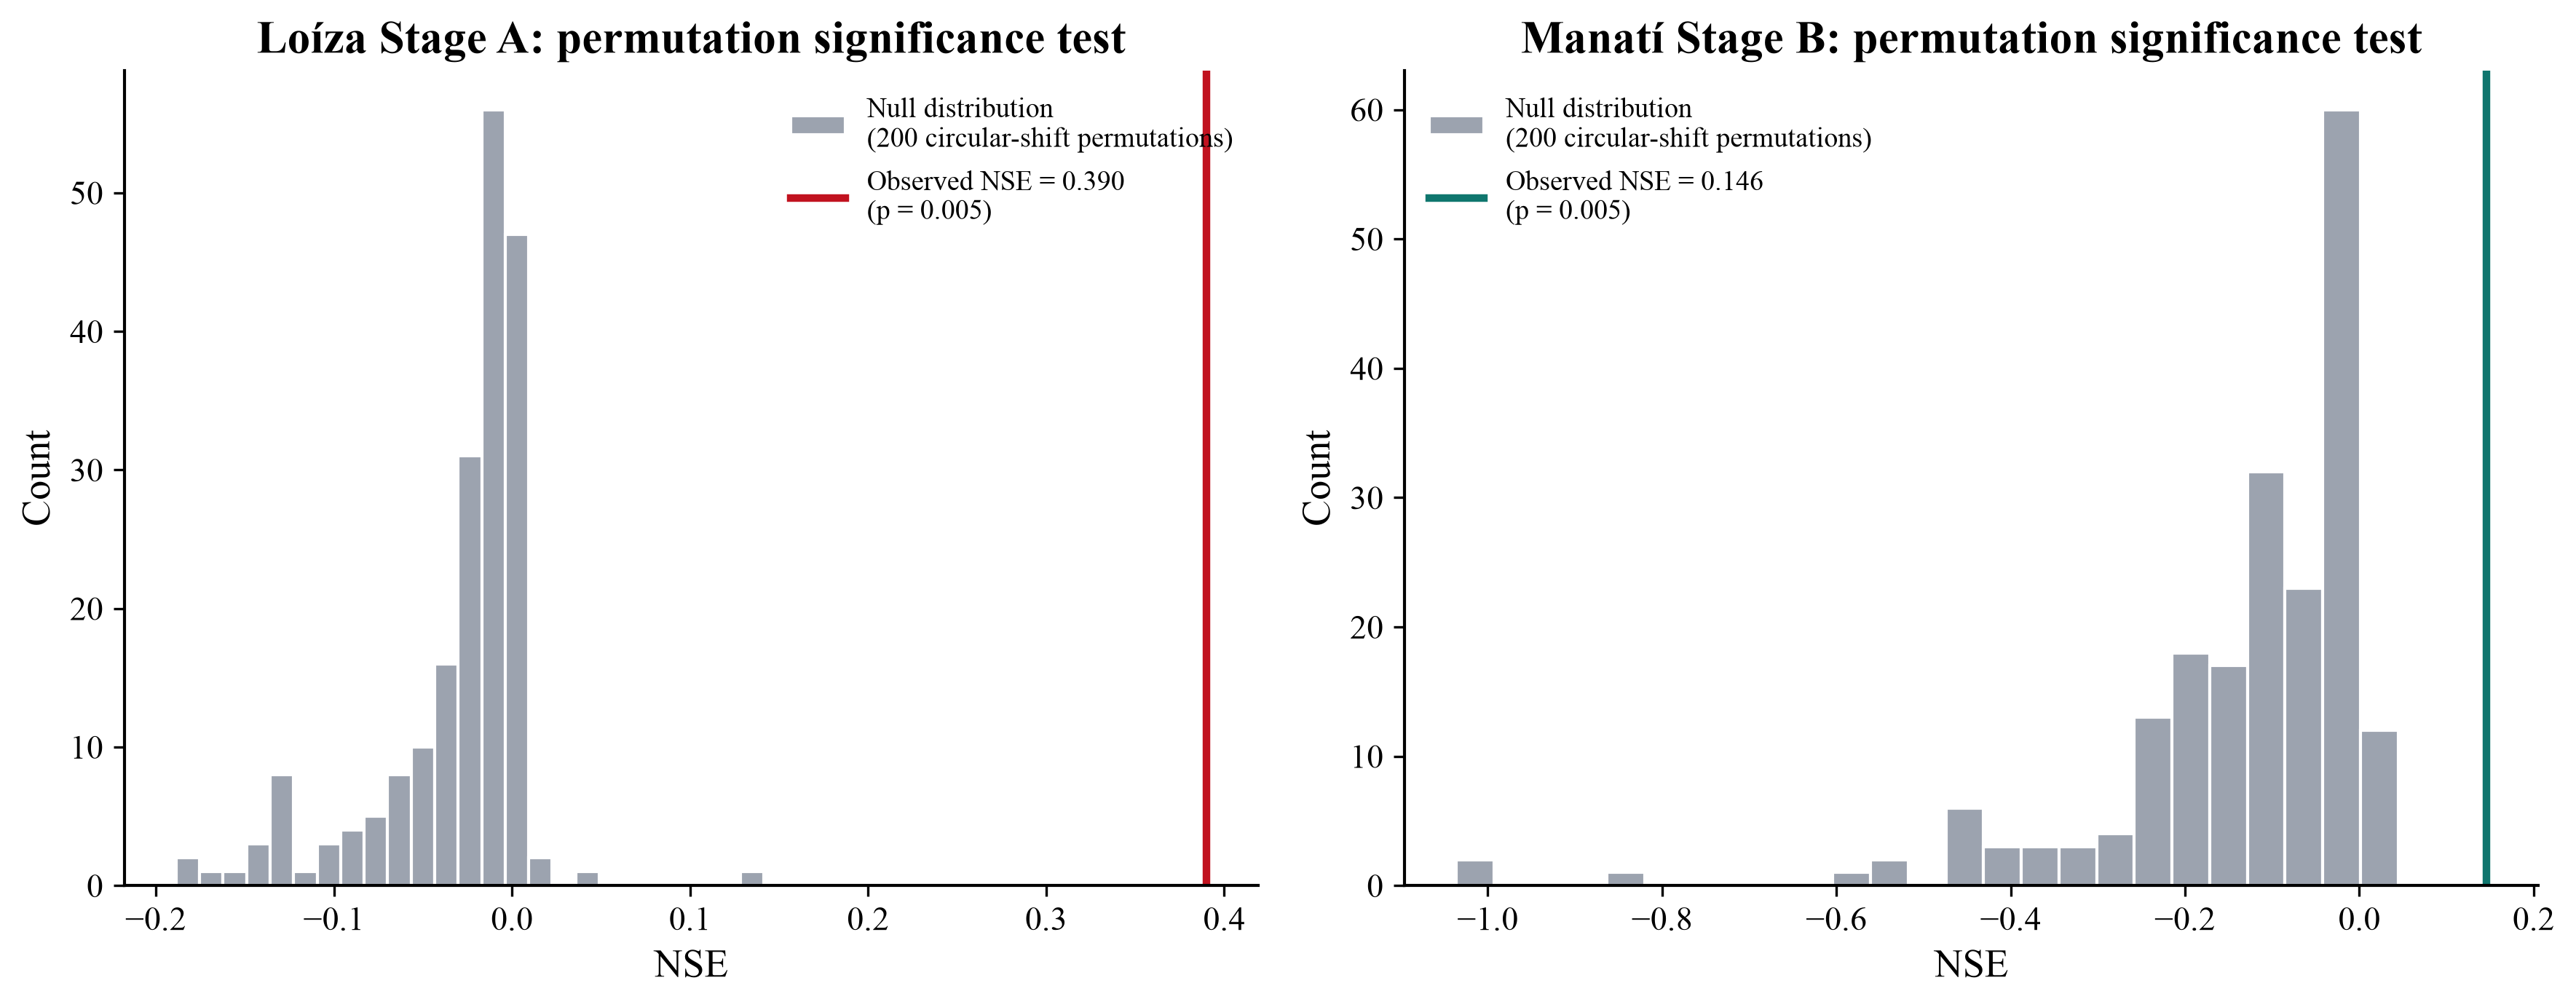 Loíza Stage A: permutation significance test
Null distribution
(200 circular-shift permutations)
Observed NSE = 0.390
(p = 0.005)
Count
50
40
30
20
10
0
−0.2 −0.1 0.0 0.1 0.2 0.3 0.4
NSE
Manatí Stage B: permutation significance test
Null distribution
(200 circular-shift permutations)
Observed NSE = 0.146
(p = 0.005)
Count
60
50
40
30
20
10
0
−1.0 −0.8 −0.6 −0.4 −0.2 0.0 0.2
NSE